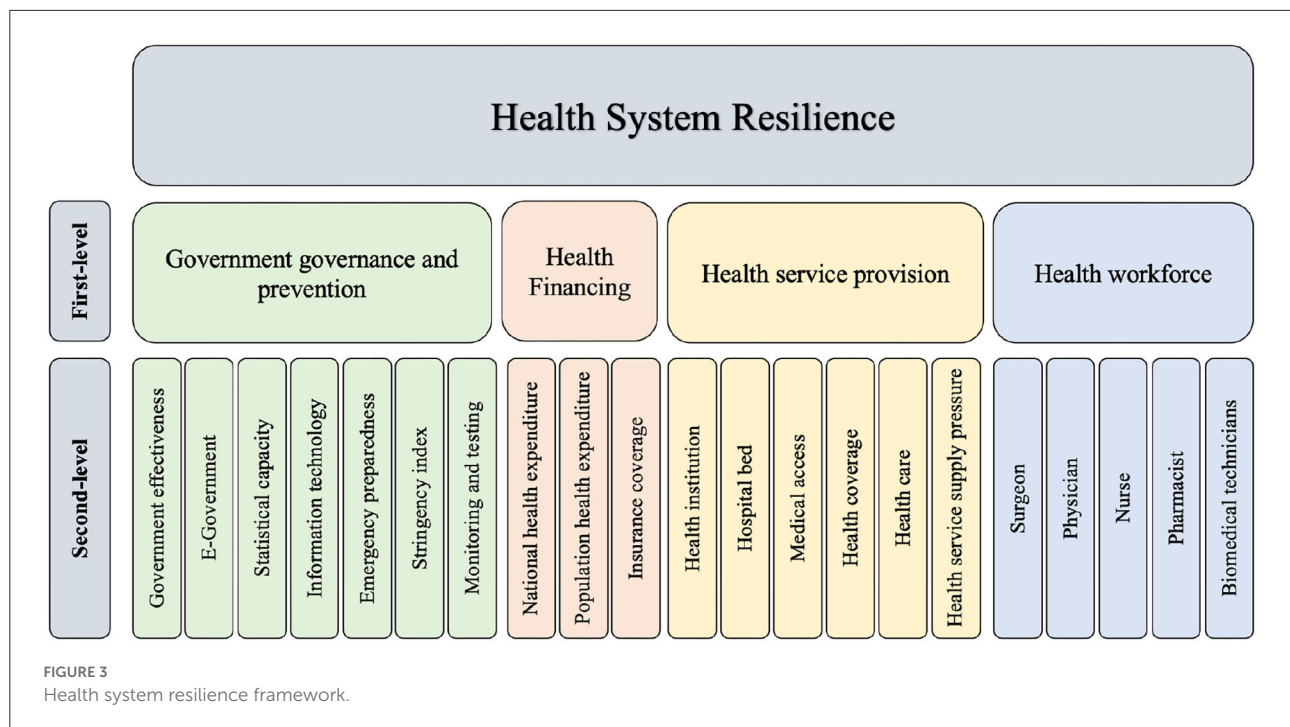 Health System Resilience
First-level
Government governance and
prevention
Health
Financing
Health service provision
Health workforce
Second-level
Government effectiveness
E-Government
Statistical capacity
Information technology
Emergency preparedness
Stringency index
Monitoring and testing
National health expenditure
Population health expenditure
Insurance coverage
Health institution
Hospital bed
Medical access
Health coverage
Health care
Health service supply pressure
Surgeon
Physician
Nurse
Pharmacist
Biomedical technicians
FIGURE 3
Health system resilience framework.